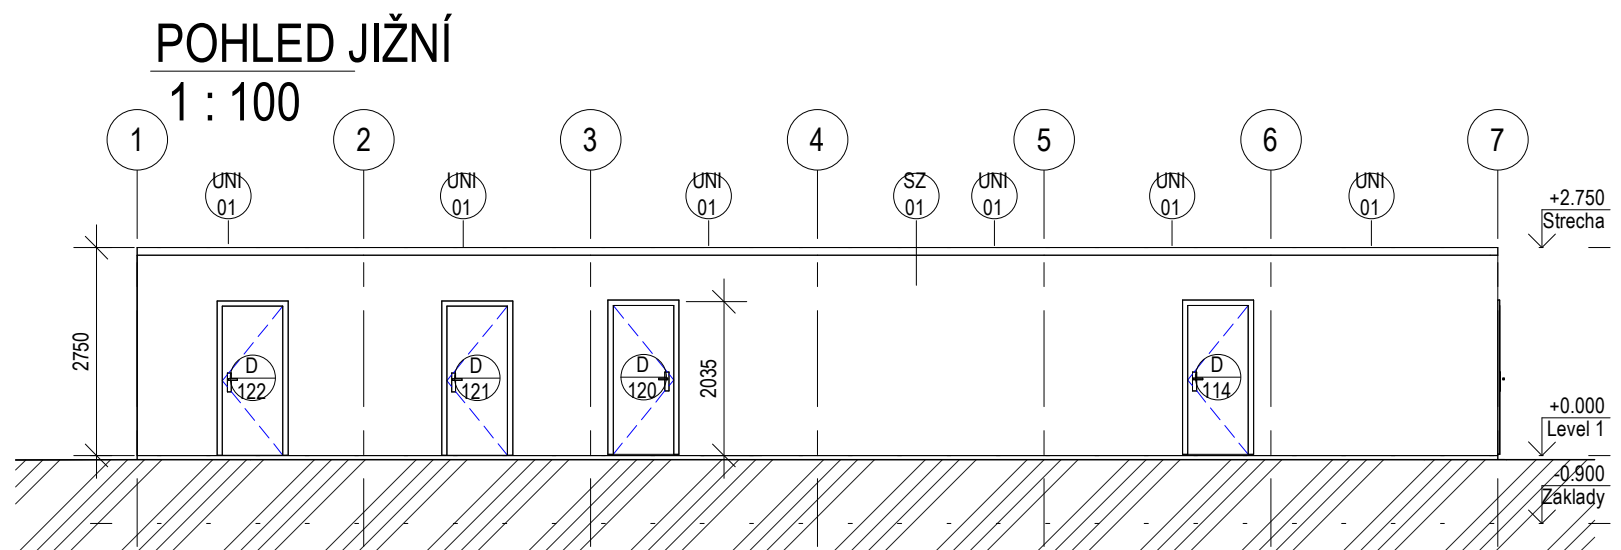 POHLED JIŽNÍ
1 : 100
1
2
3
4
5
6
7
UNI
01
UNI
01
UNI
01
SZ
01
UNI
01
UNI
01
UNI
01
+2.750
Strecha
2750
D
122
D
121
D
120
2035
D
114
+0.000
Level 1
-0.900
Základy